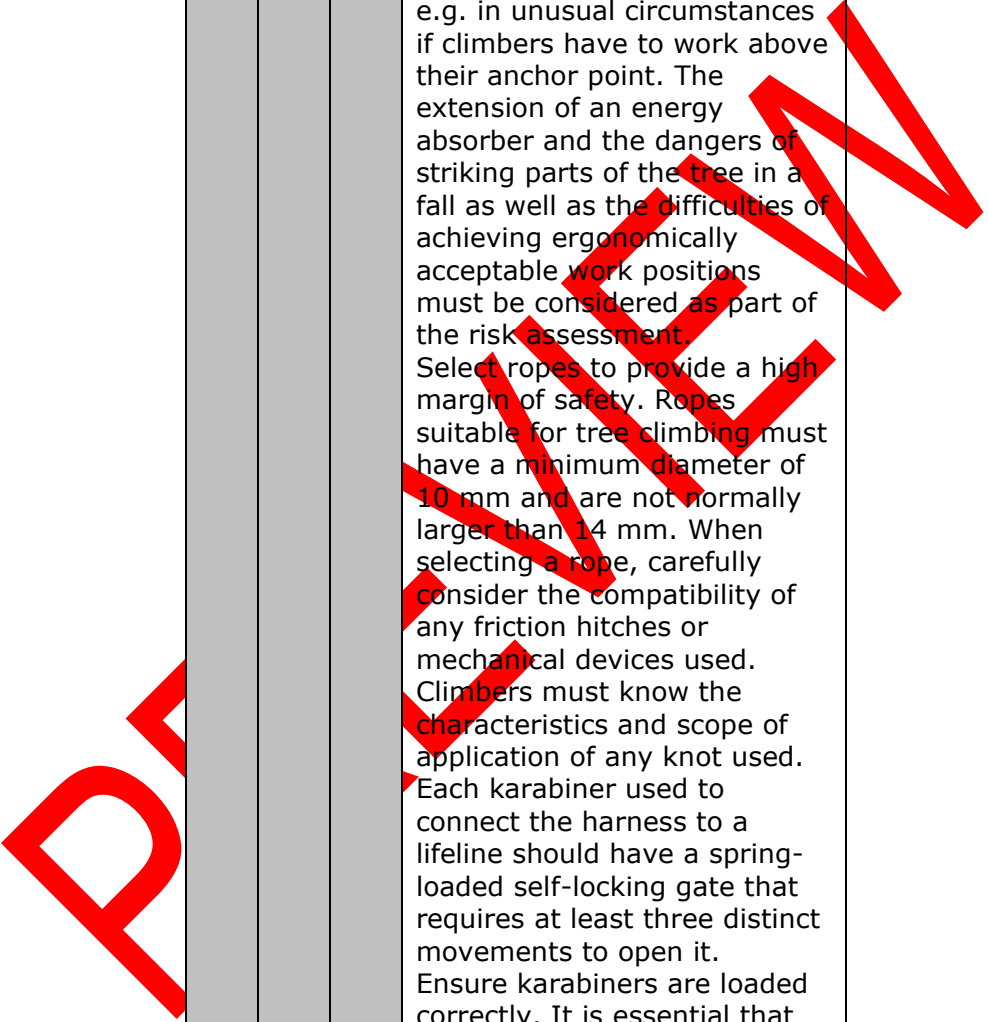 e.g. in unusual circumstances
if climbers have to work above
their anchor point. The
extension of an energy
absorber and the dangers of
striking parts of the tree in a
fall as well as the difficulties of
achieving ergonomically
acceptable work positions
must be considered as part of
the risk assessment.
Select ropes to provide a high
margin of safety. Ropes
suitable for tree climbing must
have a minimum diameter of
10 mm and are not normally
larger than 14 mm. When
selecting a rope, carefully
consider the compatibility of
any friction hitches or
mechanical devices used.
Climbers must know the
characteristics and scope of
application of any knot used.
Each karabiner used to
connect the harness to a
lifeline should have a spring-
loaded self-locking gate that
requires at least three distinct
movements to open it.
Ensure karabiners are loaded
correctly. It is essential that
PREVIEW